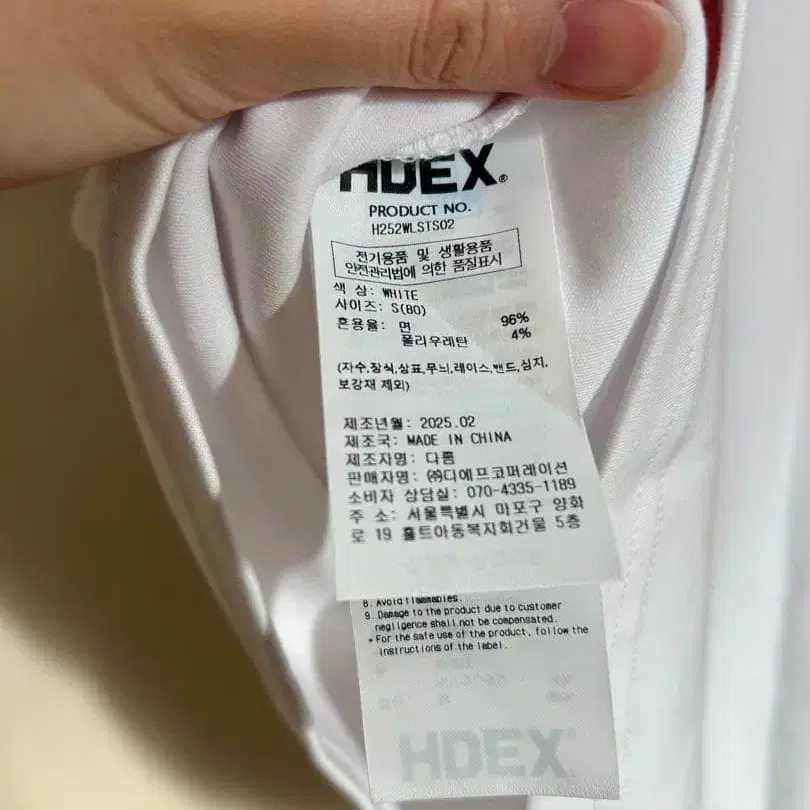 HDEX®
PRODUCT NO.
H252WLSTS02
전기용품 및 생활용품
안전관리법에 의한 품질표시
색 상: WHITE
사이즈: S(80)
혼용율: 면 96%
폴리우레탄 4%
(자수,장식,상표,무늬,레이스,밴드,심지,
보강재 제외)
제조년월: 2025.02
제조국: MADE IN CHINA
제조자명: 다롬
판매자명: ㈜디에프코퍼레이션
소비자 상담실: 070-4335-1189
주 소: 서울특별시 마포구 양화
로 19 홀트아동복지회건물 5층
8. Avoid flammables.
9. Damage to the product due to customer
negligence shall not be compensated.
* For the safe use of the product, follow the
instructions of the label.
HDEX